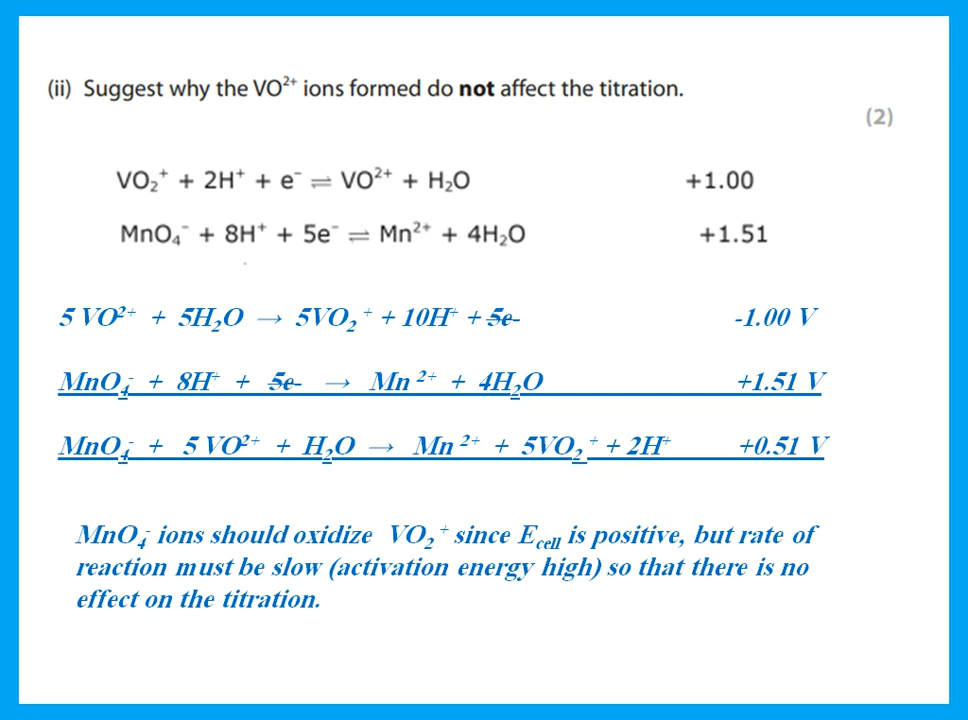 (ii) Suggest why the VO²⁺ ions formed do not affect the titration.
(2)
VO₂⁺ + 2H⁺ + e⁻ ⇌ VO²⁺ + H₂O +1.00
MnO₄⁻ + 8H⁺ + 5e⁻ ⇌ Mn²⁺ + 4H₂O +1.51
5 VO²⁺ + 5H₂O → 5VO₂⁺ + 10H⁺ + 5e- -1.00 V
MnO₄⁻ + 8H⁺ + 5e- → Mn²⁺ + 4H₂O +1.51 V
MnO₄⁻ + 5 VO²⁺ + H₂O → Mn²⁺ + 5VO₂⁺ + 2H⁺ +0.51 V
MnO₄⁻ ions should oxidize VO₂⁺ since Ecell is positive, but rate of
reaction must be slow (activation energy high) so that there is no
effect on the titration.